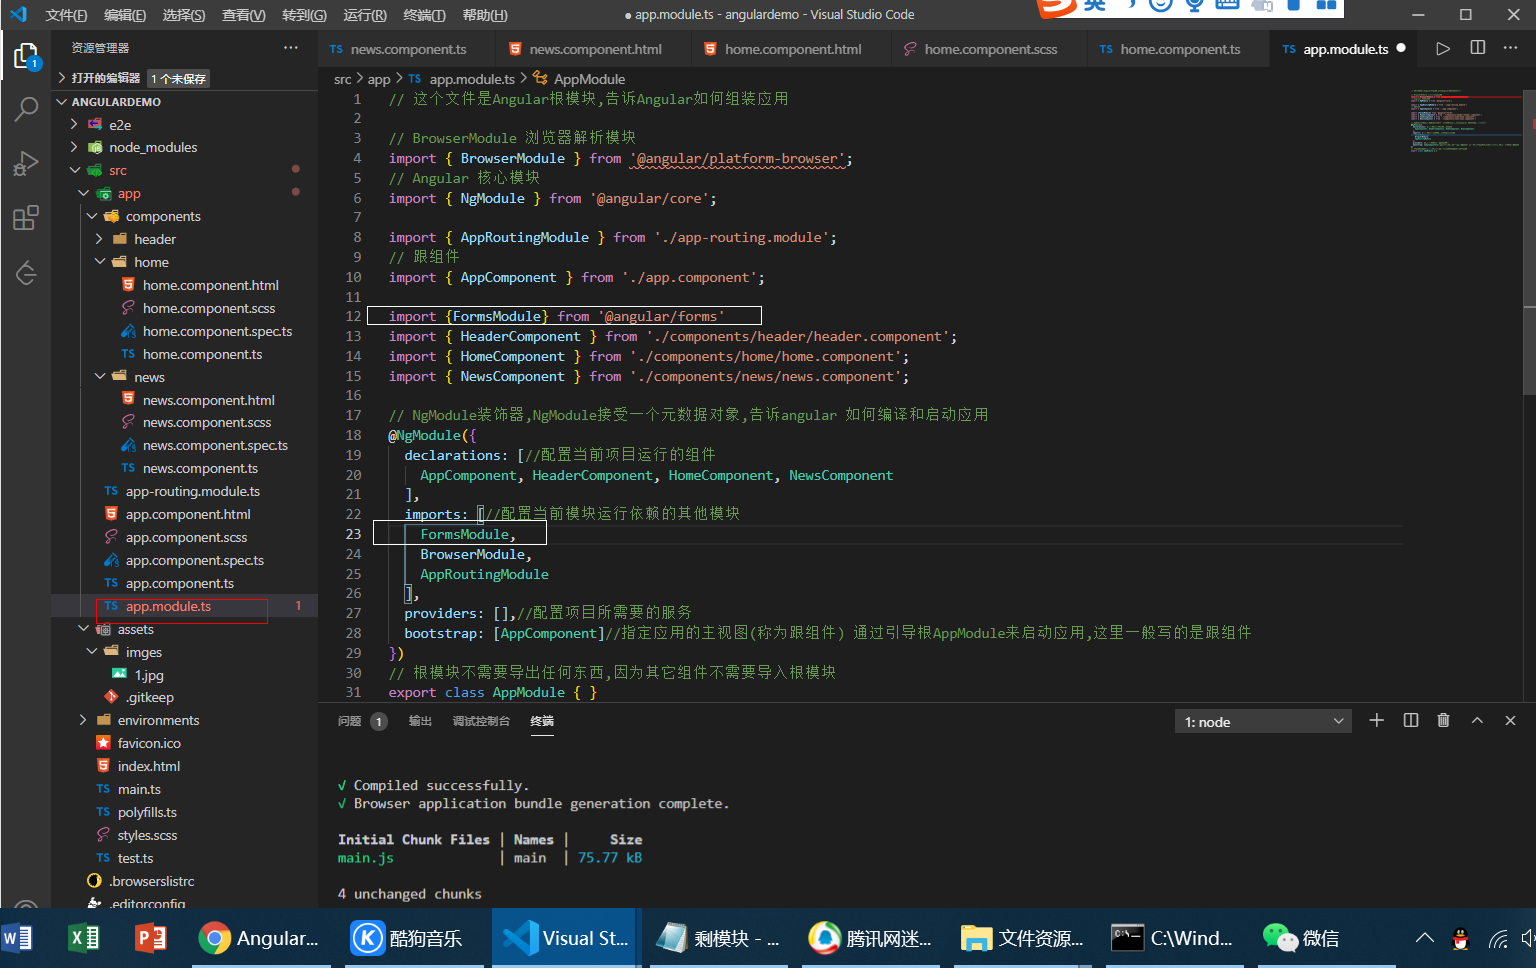 文件(F) 编辑(E) 选择(S) 查看(V) 转到(G) 运行(R) 终端(T) 帮助(H) ● app.module.ts - angulardemo - Visual Studio Code
英
资源管理器 ···
TS news.component.ts news.component.html home.component.html home.component.scss TS home.component.ts TS app.module.ts
打开的编辑器 1 个未保存
src > app > TS app.module.ts > AppModule
ANGULARDEMO
e2e
node_modules
src
app
components
header
home
home.component.html
home.component.scss
home.component.spec.ts
TS home.component.ts
news
news.component.html
news.component.scss
news.component.spec.ts
TS news.component.ts
TS app-routing.module.ts
app.component.html
app.component.scss
app.component.spec.ts
TS app.component.ts
TS app.module.ts 1
assets
imges
1.jpg
.gitkeep
environments
favicon.ico
index.html
TS main.ts
TS polyfills.ts
styles.scss
TS test.ts
.browserslistrc
.editorconfig
1 // 这个文件是Angular根模块,告诉Angular如何组装应用
2
3 // BrowserModule 浏览器解析模块
4 import { BrowserModule } from '@angular/platform-browser';
5 // Angular 核心模块
6 import { NgModule } from '@angular/core';
7
8 import { AppRoutingModule } from './app-routing.module';
9 // 跟组件
10 import { AppComponent } from './app.component';
11
12 import {FormsModule} from '@angular/forms'
13 import { HeaderComponent } from './components/header/header.component';
14 import { HomeComponent } from './components/home/home.component';
15 import { NewsComponent } from './components/news/news.component';
16
17 // NgModule装饰器,NgModule接受一个元数据对象,告诉angular 如何编译和启动应用
18 @NgModule({
19 declarations: [//配置当前项目运行的组件
20 AppComponent, HeaderComponent, HomeComponent, NewsComponent
21 ],
22 imports: [//配置当前模块运行依赖的其他模块
23 FormsModule,
24 BrowserModule,
25 AppRoutingModule
26 ],
27 providers: [],//配置项目所需要的服务
28 bootstrap: [AppComponent]//指定应用的主视图(称为跟组件) 通过引导根AppModule来启动应用,这里一般写的是跟组件
29 })
30 // 根模块不需要导出任何东西,因为其它组件不需要导入根模块
31 export class AppModule { }
问题 1 输出 调试控制台 终端 1: node
√ Compiled successfully.
√ Browser application bundle generation complete.
Initial Chunk Files | Names | Size
main.js | main | 75.77 kB
4 unchanged chunks
Angular... 酷狗音乐 Visual St... 剩模块 - ... 腾讯网迷... 文件资源... C:\Wind... 微信